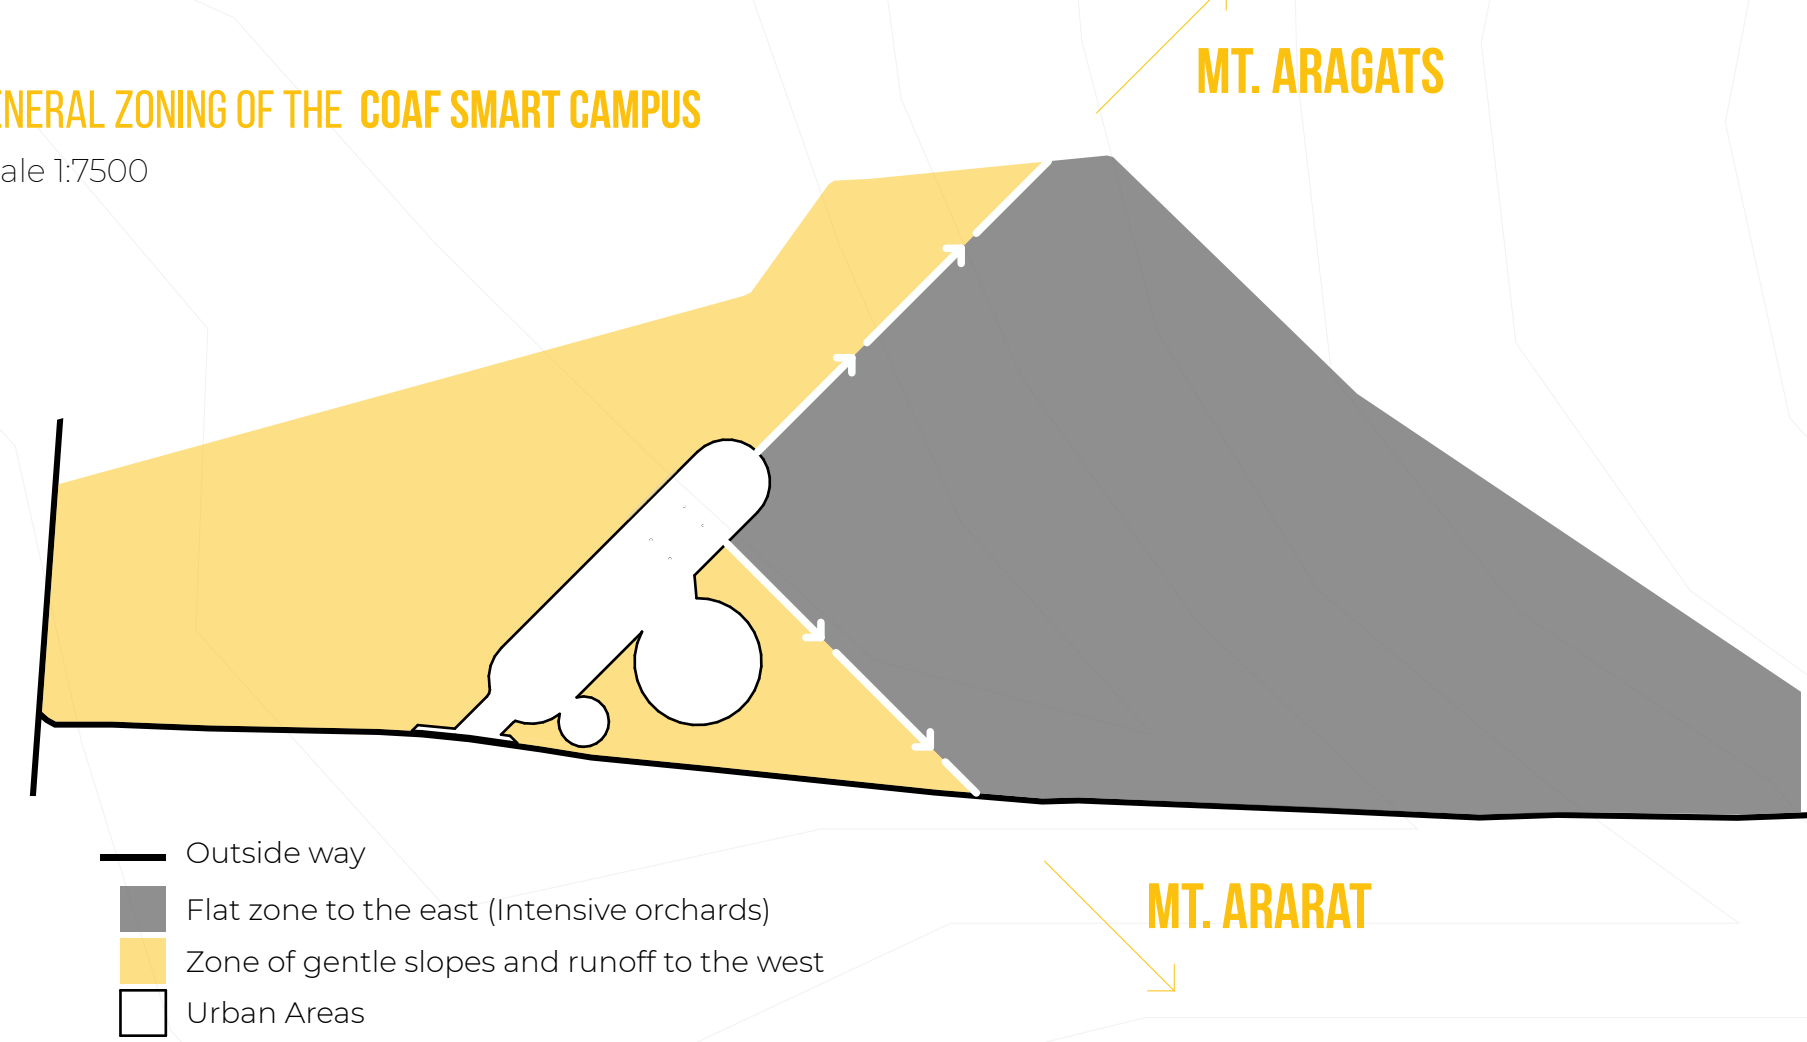 ENERAL ZONING OF THE COAF SMART CAMPUS
ale 1:7500
MT. ARAGATS
MT. ARARAT
Outside way
Flat zone to the east (Intensive orchards)
Zone of gentle slopes and runoff to the west
Urban Areas